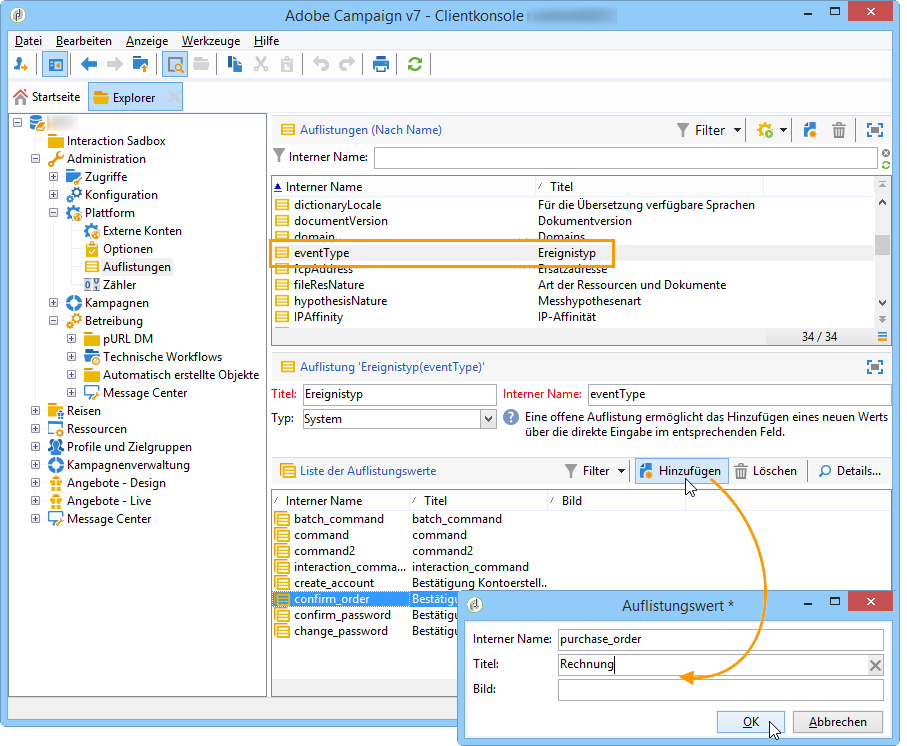 Adobe Campaign v7 - Clientkonsole
Datei Bearbeiten Anzeige Werkzeuge Hilfe
Startseite Explorer
Interaction Sadbox
Administration
Zugriffe
Konfiguration
Plattform
Externe Konten
Optionen
Auflistungen
Zähler
Kampagnen
Betreibung
pURL DM
Technische Workflows
Automatisch erstellte Objekte
Message Center
Reisen
Ressourcen
Profile und Zielgruppen
Kampagnenverwaltung
Angebote - Design
Angebote - Live
Message Center
Auflistungen (Nach Name) Filter
Interner Name:
Interner Name Titel
dictionaryLocale Für die Übersetzung verfügbare Sprachen
documentVersion Dokumentversion
domain Domains
eventType Ereignistyp
fcpAddress Ersatzadresse
fileResNature Art der Ressourcen und Dokumente
hypothesisNature Messhypothesenart
IPAffinity IP-Affinität
34 / 34
Auflistung 'Ereignistyp(eventType)'
Titel: Ereignistyp Interner Name: eventType
Typ: System Eine offene Auflistung ermöglicht das Hinzufügen eines neuen Werts
über die direkte Eingabe im entsprechenden Feld.
Liste der Auflistungswerte Filter Hinzufügen Löschen Details...
Interner Name Titel Bild
batch_command batch_command
command command
command2 command2
interaction_comma... interaction_command
create_account Bestätigung Kontoerstell..
confirm_order Bestätigu
confirm_password Bestätigu
change_password Bestätigu
Auflistungswert *
Interner Name: purchase_order
Titel: Rechnung
Bild:
OK Abbrechen